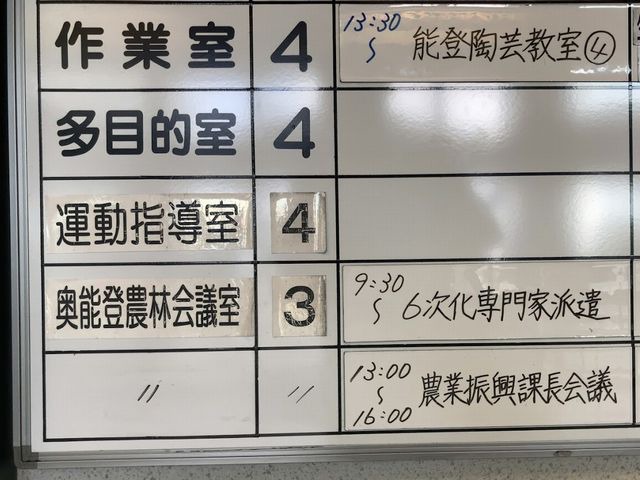 作業室 4 13:30 〜 能登陶芸教室④
多目的室 4
運動指導室 4
奥能登農林会議室 3 9:30 〜 6次化専門家派遣
〃 〃 13:00 〜 16:00 農業振興課長会議